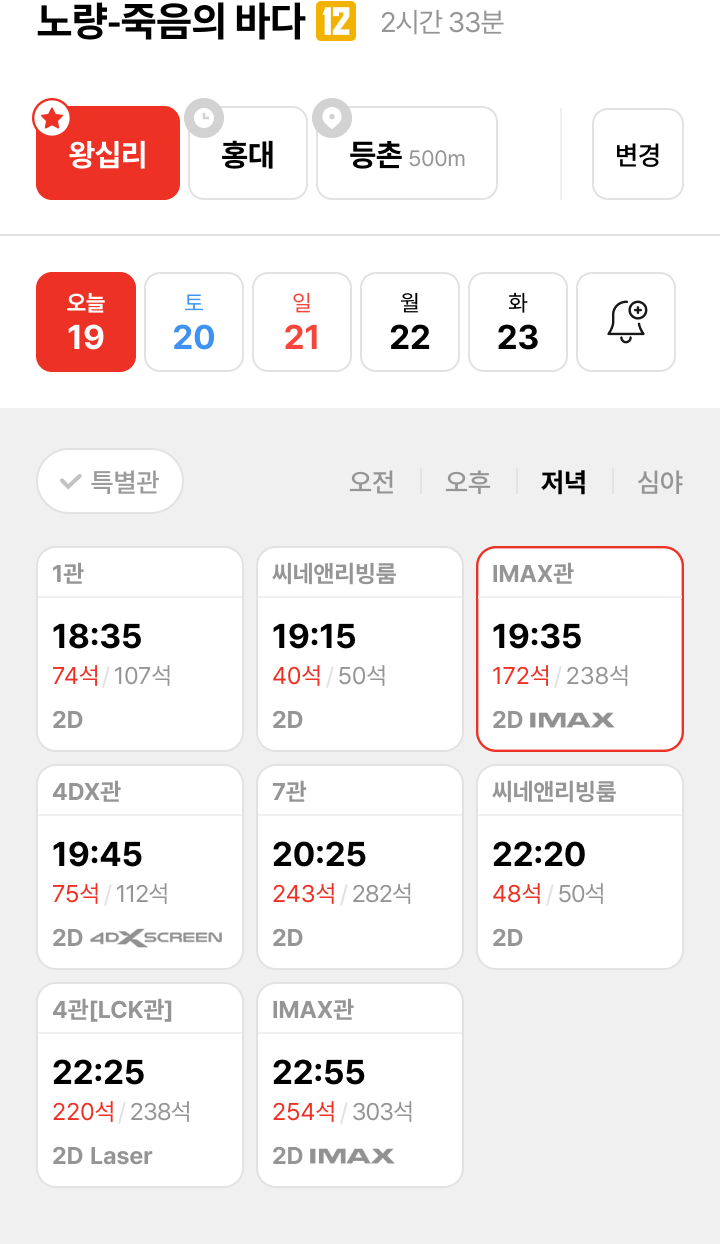 노량-죽음의 바다 12 2시간 33분
왕십리 홍대 등촌 500m 변경
오늘 토 일 월 화
19 20 21 22 23
특별관 오전 오후 저녁 심야
1관 씨네앤리빙룸 IMAX관
18:35 19:15 19:35
74석/107석 40석/50석 172석/238석
2D 2D 2D IMAX
4DX관 7관 씨네앤리빙룸
19:45 20:25 22:20
75석/112석 243석/282석 48석/50석
2D 4DXSCREEN 2D 2D
4관[LCK관] IMAX관
22:25 22:55
220석/238석 254석/303석
2D Laser 2D IMAX